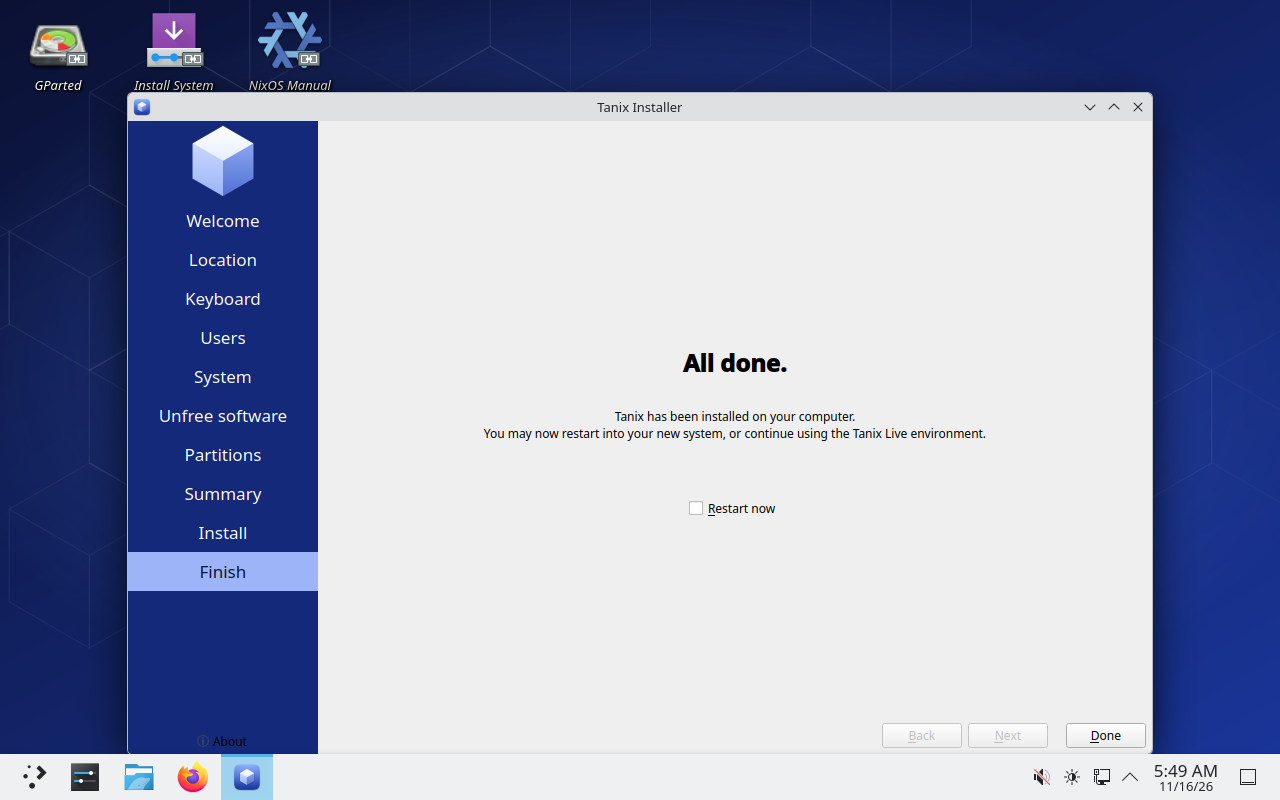 GParted
Install System
NixOS Manual
Tanix Installer
Welcome
Location
Keyboard
Users
System
Unfree software
Partitions
Summary
Install
Finish
About
All done.
Tanix has been installed on your computer.
You may now restart into your new system, or continue using the Tanix Live environment.
Restart now
Back
Next
Done
5:49 AM
11/16/26